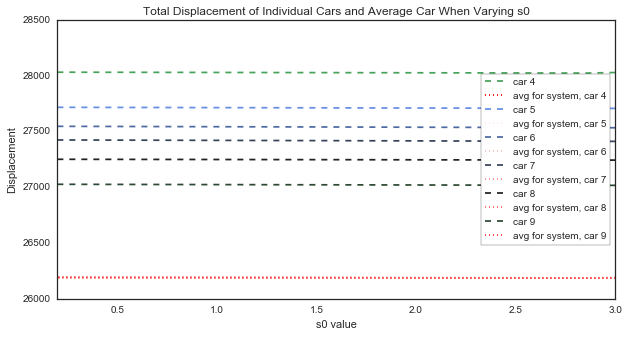 Total Displacement of Individual Cars and Average Car When Varying s0
28500
28000
27500
27000
26500
26000
Displacement
car 4
avg for system, car 4
car 5
avg for system, car 5
car 6
avg for system, car 6
car 7
avg for system, car 7
car 8
avg for system, car 8
car 9
avg for system, car 9
0.5 1.0 1.5 2.0 2.5 3.0
s0 value